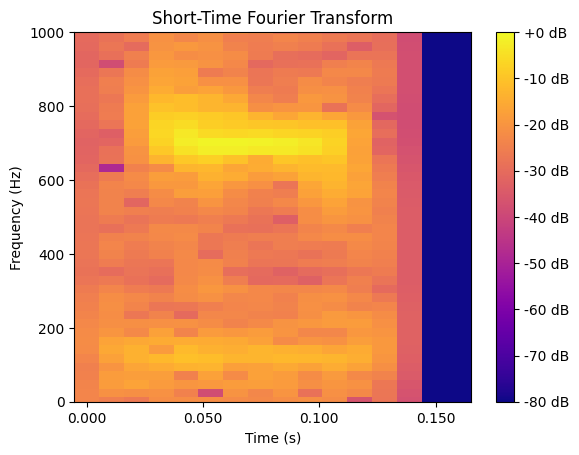 Short-Time Fourier Transform
1000
800
600
400
200
0
Frequency (Hz)
0.000
0.050
0.100
0.150
Time (s)
+0 dB
-10 dB
-20 dB
-30 dB
-40 dB
-50 dB
-60 dB
-70 dB
-80 dB